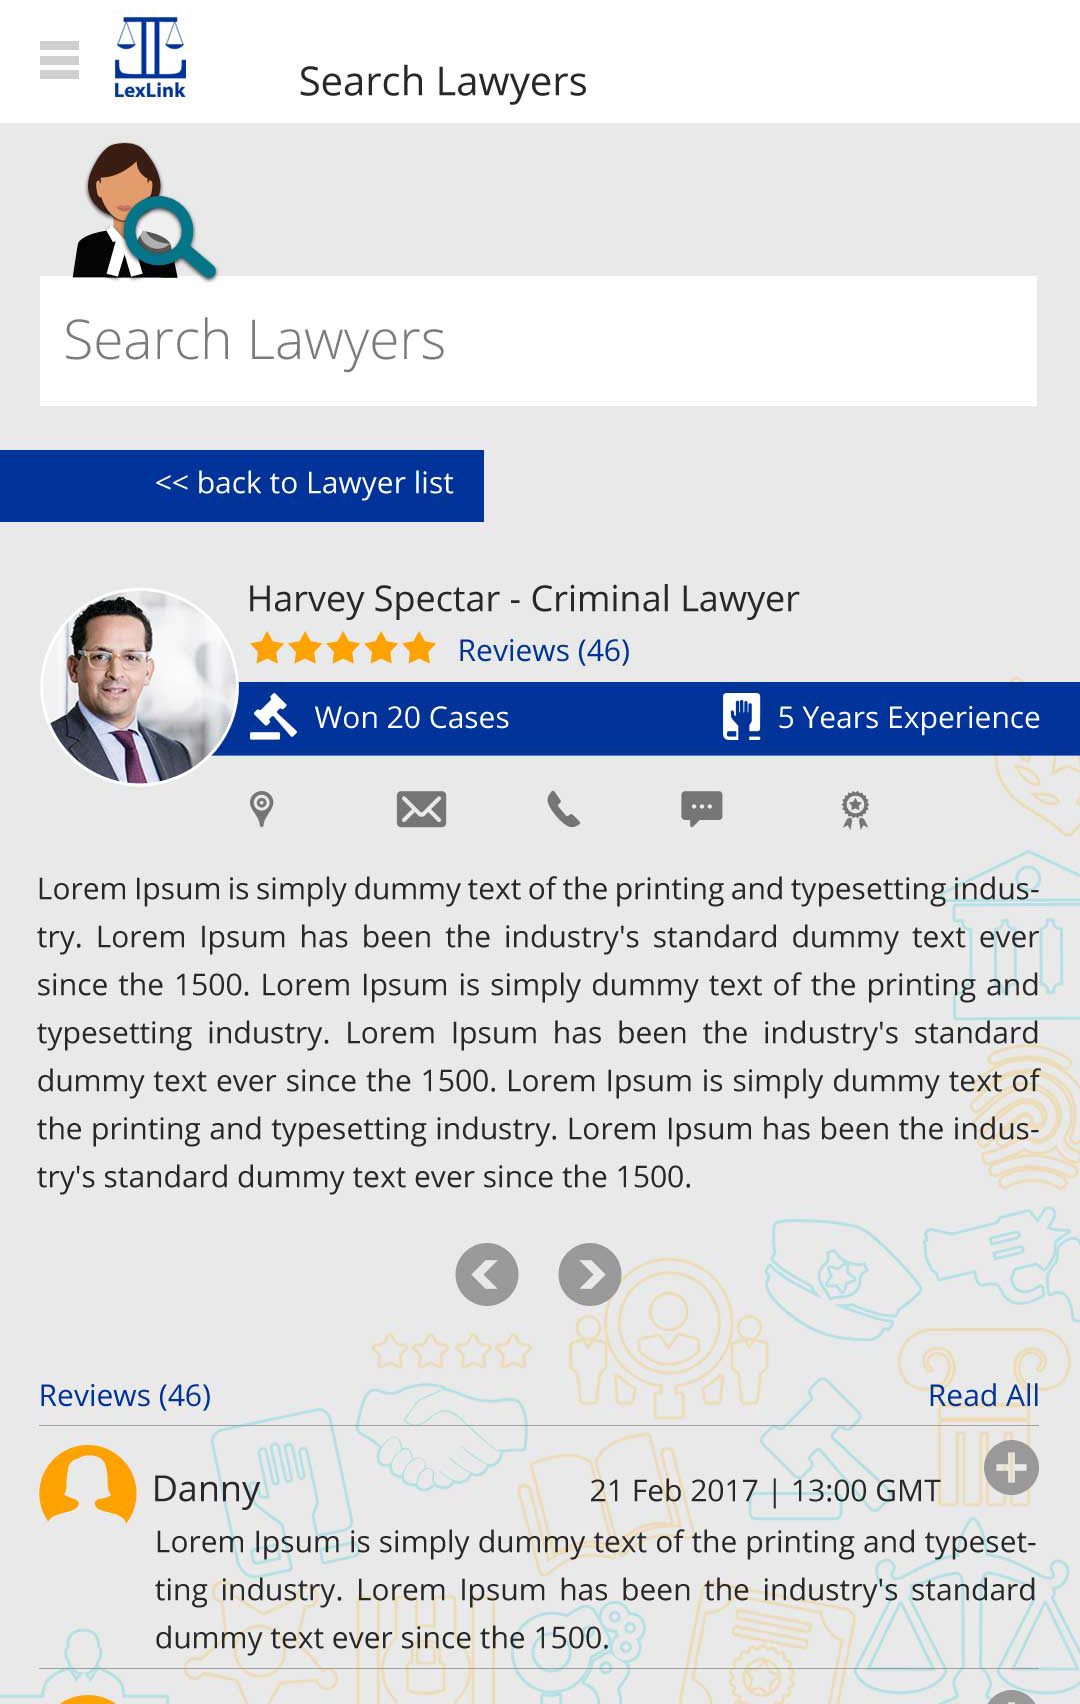 LexLink
Search Lawyers
Search Lawyers
<< back to Lawyer list
Harvey Spectar - Criminal Lawyer
Reviews (46)
Won 20 Cases
5 Years Experience
Lorem Ipsum is simply dummy text of the printing and typesetting indus-
try. Lorem Ipsum has been the industry's standard dummy text ever
since the 1500. Lorem Ipsum is simply dummy text of the printing and
typesetting industry. Lorem Ipsum has been the industry's standard
dummy text ever since the 1500. Lorem Ipsum is simply dummy text of
the printing and typesetting industry. Lorem Ipsum has been the indus-
try's standard dummy text ever since the 1500.
Reviews (46)
Read All
Danny
21 Feb 2017 | 13:00 GMT
Lorem Ipsum is simply dummy text of the printing and typeset-
ting industry. Lorem Ipsum has been the industry's standard
dummy text ever since the 1500.